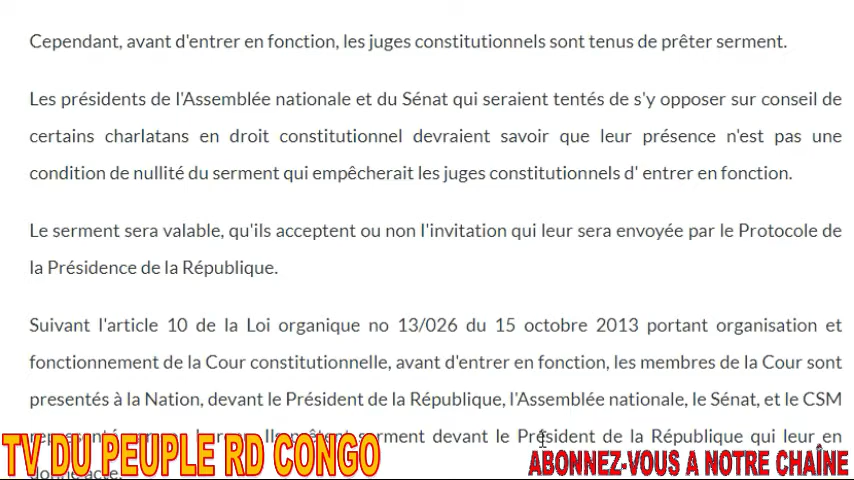 Cependant, avant d'entrer en fonction, les juges constitutionnels sont tenus de prêter serment.
Les présidents de l'Assemblée nationale et du Sénat qui seraient tentés de s'y opposer sur conseil de
certains charlatans en droit constitutionnel devraient savoir que leur présence n'est pas une
condition de nullité du serment qui empêcherait les juges constitutionnels d' entrer en fonction.
Le serment sera valable, qu'ils acceptent ou non l'invitation qui leur sera envoyée par le Protocole de
la Présidence de la République.
Suivant l'article 10 de la Loi organique no 13/026 du 15 octobre 2013 portant organisation et
fonctionnement de la Cour constitutionnelle, avant d'entrer en fonction, les membres de la Cour sont
présentés à la Nation, devant le Président de la République, l'Assemblée nationale, le Sénat, et le CSM
serment devant le Président de la République qui leur en
acte.
TV DU PEUPLE RD CONGO
ABONNEZ-VOUS A NOTRE CHAÎNE